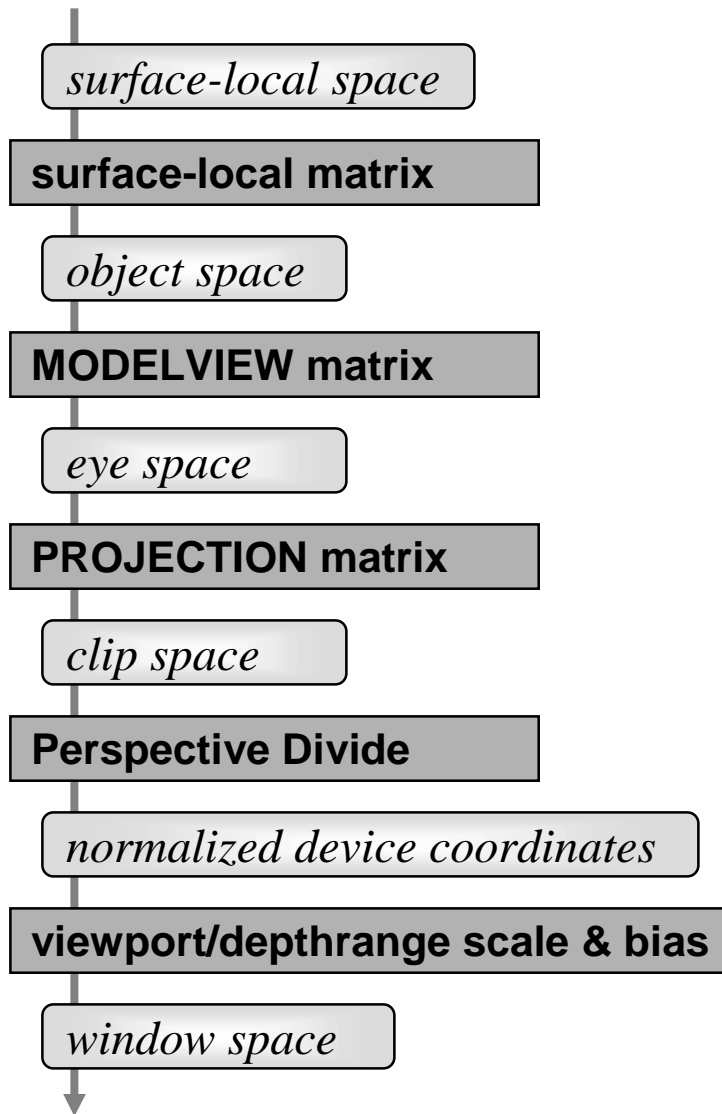 surface-local space
surface-local matrix
object space
MODELVIEW matrix
eye space
PROJECTION matrix
clip space
Perspective Divide
normalized device coordinates
viewport/depthrange scale & bias
window space